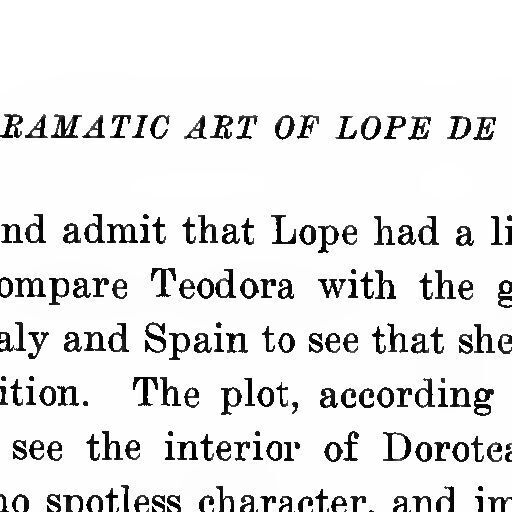 RAMATIC ART OF LOPE DE
nd admit that Lope had a li
ompare Teodora with the g
aly and Spain to see that she
ition. The plot, according
see the interior of Dorotea
no spotless character, and im